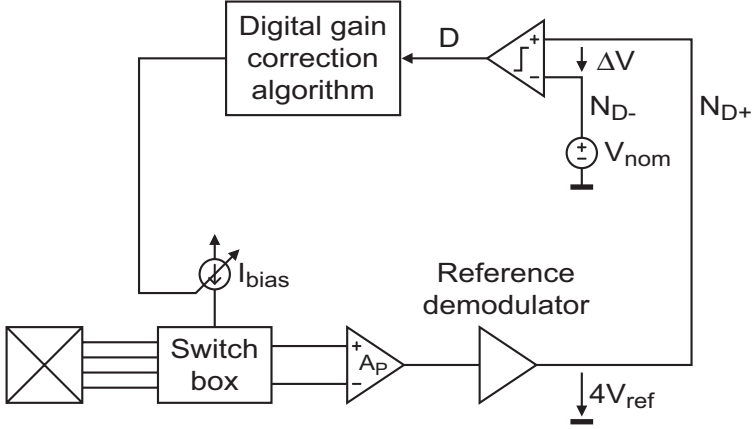 Digital gain
correction
algorithm
D
+
−
ΔV
N_D-
N_D+
+
−
V_nom
I_bias
Reference
demodulator
Switch
box
+
A_P
−
4V_ref